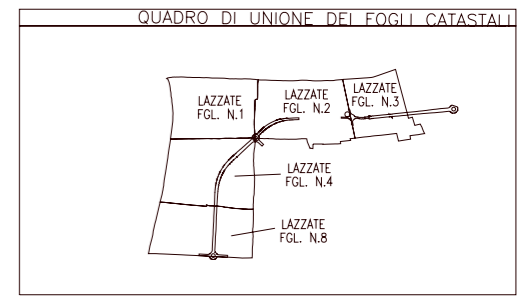 QUADRO DI UNIONE DEI FOGLI CATASTALI
LAZZATE
FGL. N.1
LAZZATE
FGL. N.2
LAZZATE
FGL. N.3
LAZZATE
FGL. N.4
LAZZATE
FGL. N.8